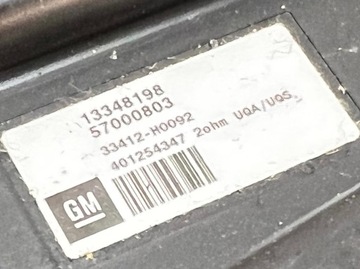 13348198
57000803
33412-H0092
401254347 2ohm UQA/UQS
GM